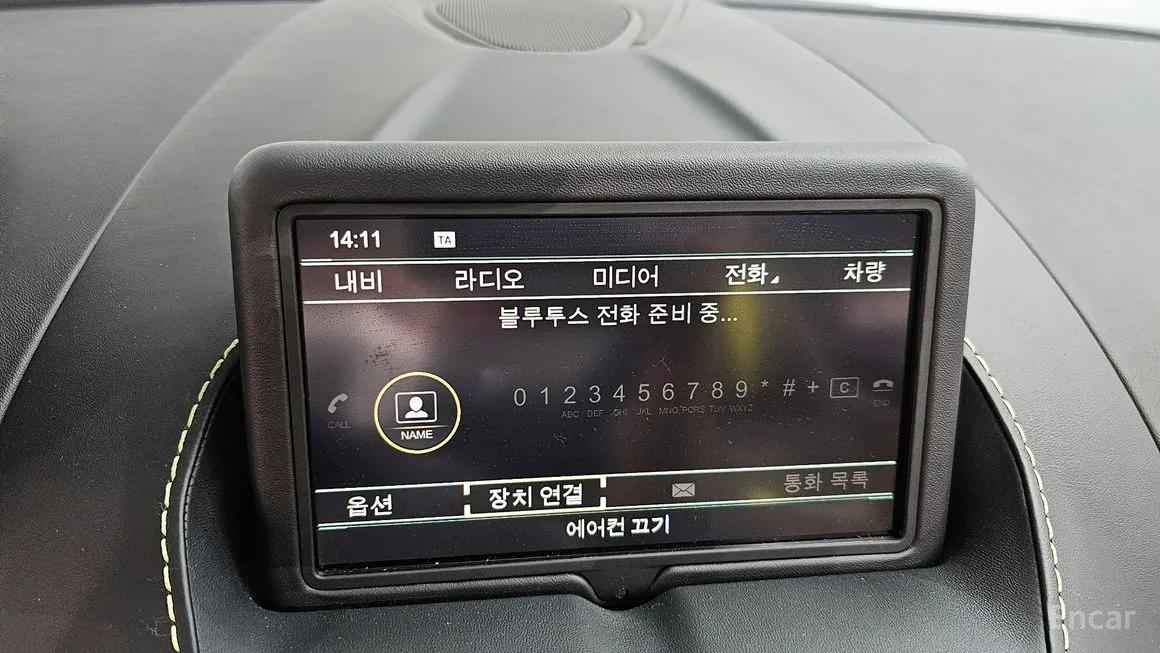 14:11 TA
내비 라디오 미디어 전화 차량
블루투스 전화 준비 중...
0 1 2 3 4 5 6 7 8 9 * # + C
ABC DEF GHI JKL MNO PQRS TUV WXYZ
CALL NAME END
옵션 장치 연결 통화 목록
에어컨 끄기
Encar